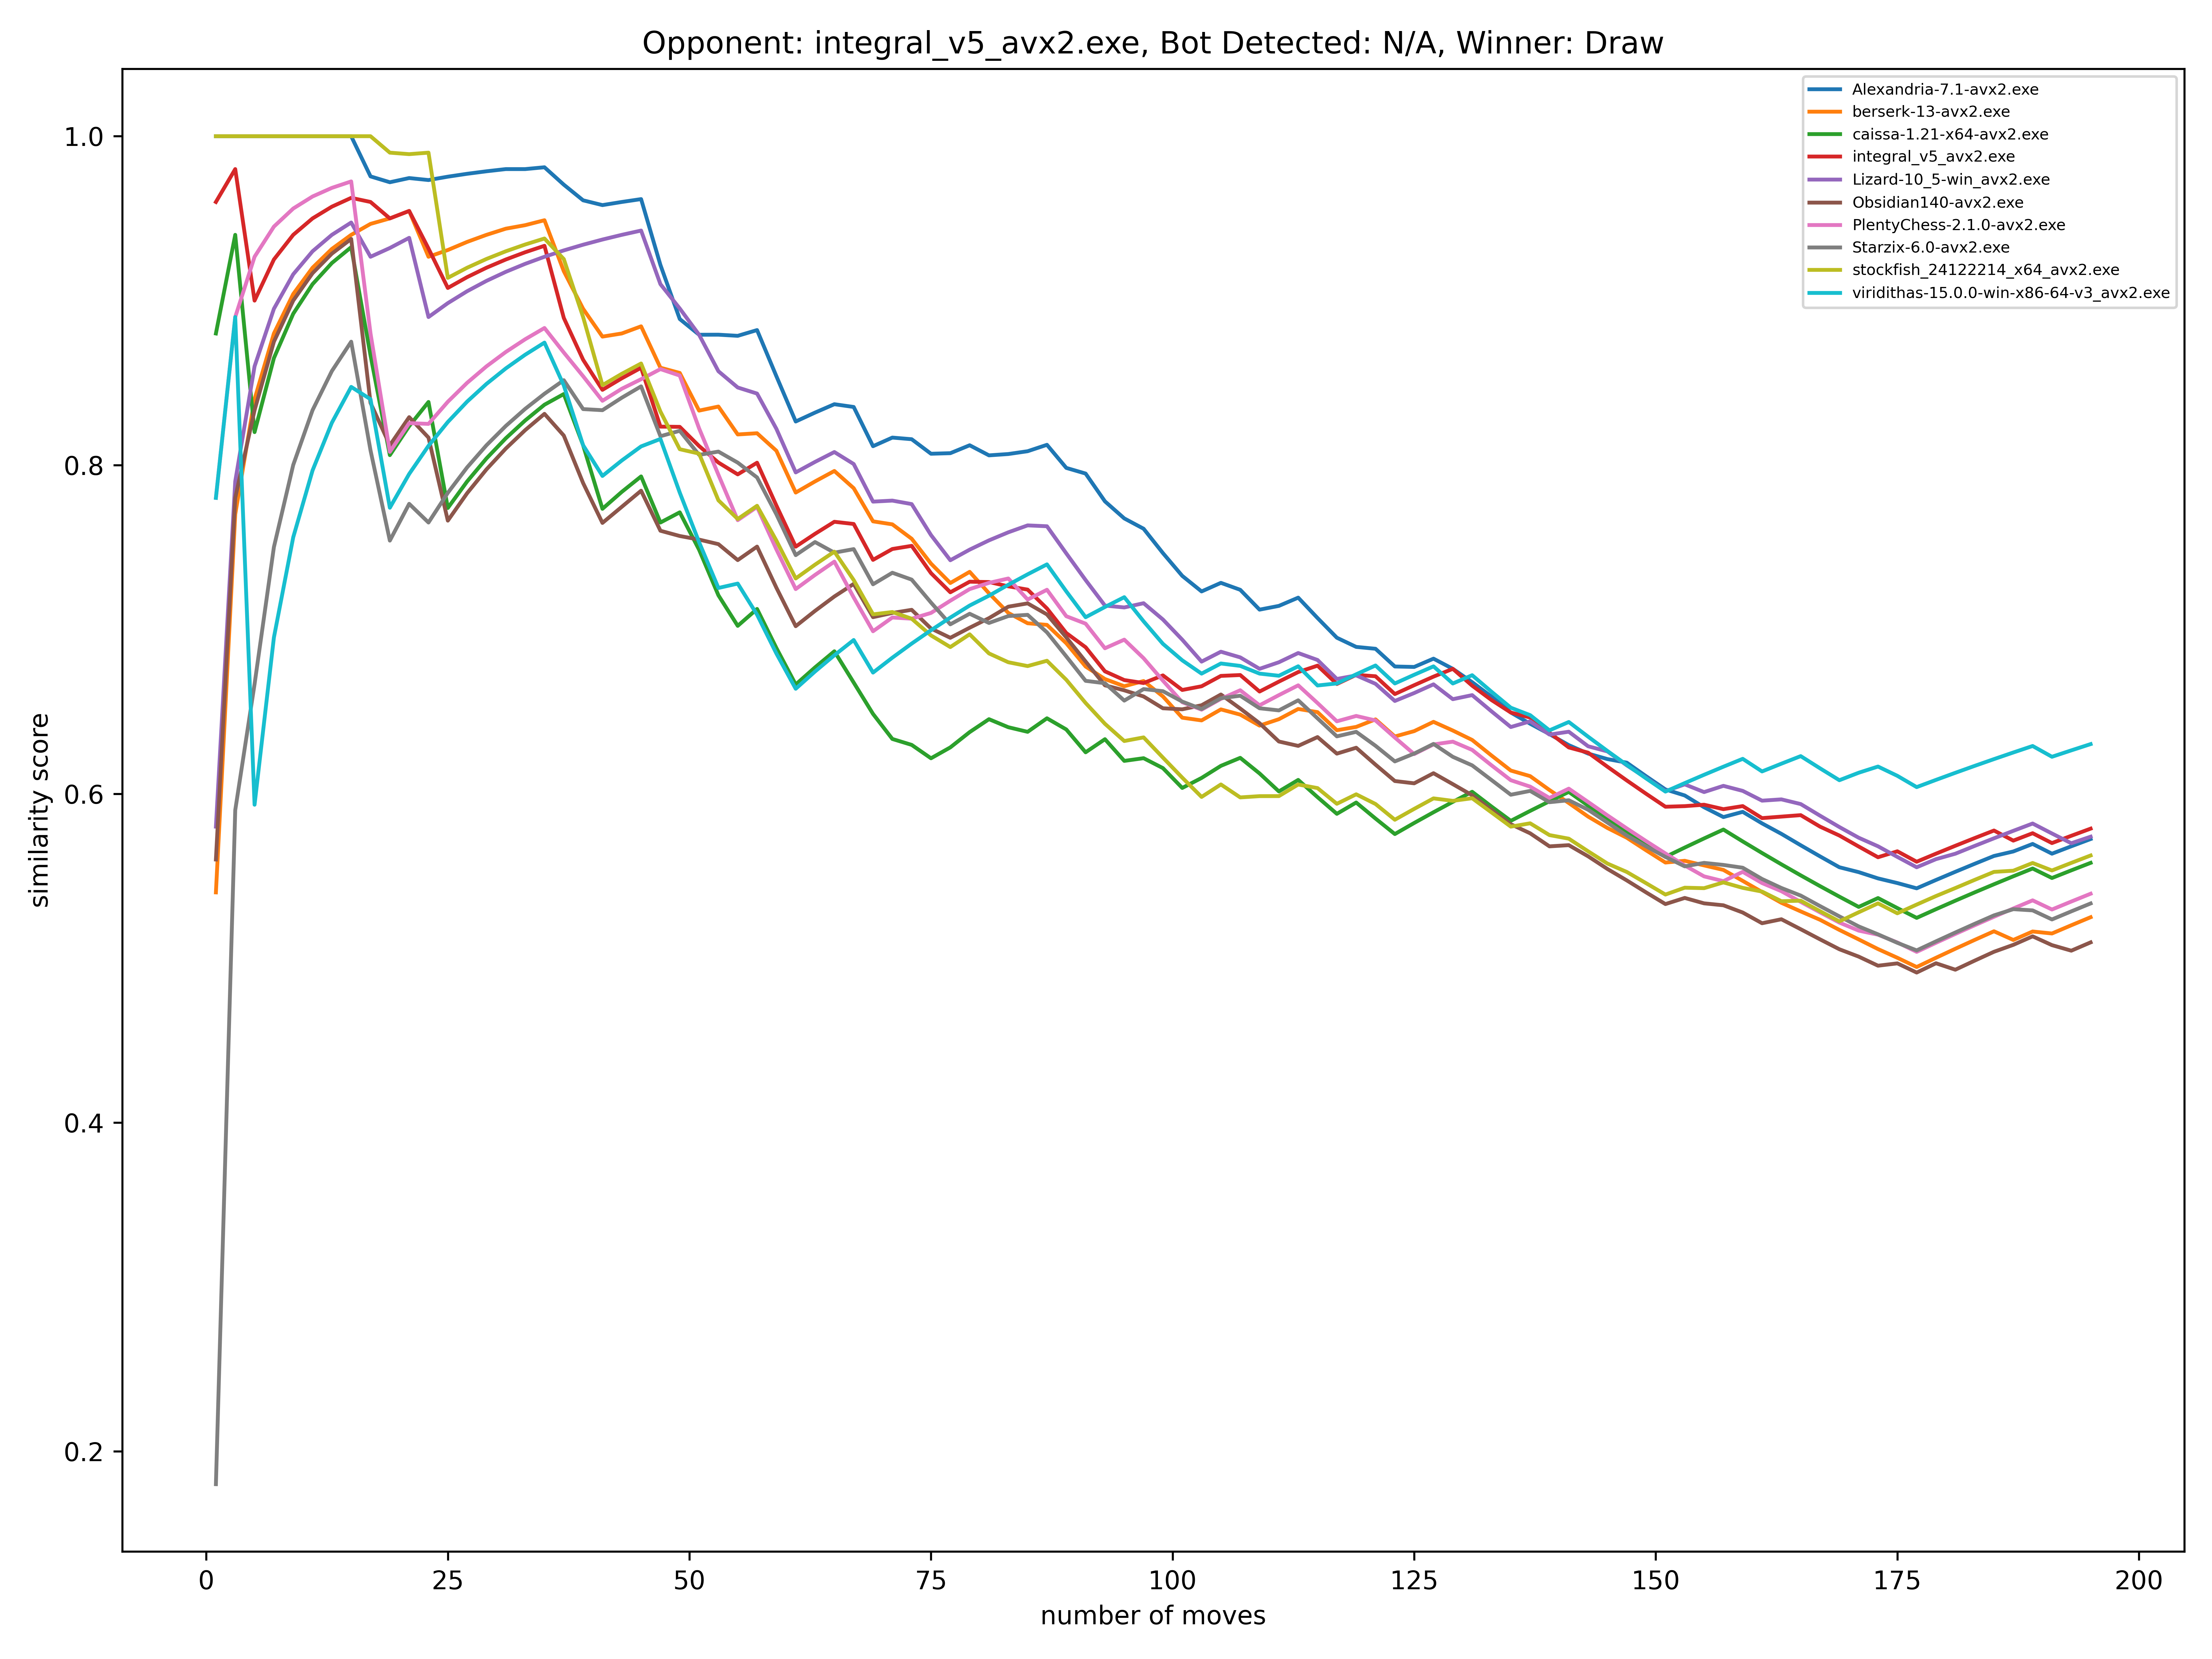 Opponent: integral_v5_avx2.exe, Bot Detected: N/A, Winner: Draw
Alexandria-7.1-avx2.exe
berserk-13-avx2.exe
caissa-1.21-x64-avx2.exe
integral_v5_avx2.exe
Lizard-10_5-win_avx2.exe
Obsidian140-avx2.exe
PlentyChess-2.1.0-avx2.exe
Starzix-6.0-avx2.exe
stockfish_24122214_x64_avx2.exe
viridithas-15.0.0-win-x86-64-v3_avx2.exe
1.0
0.8
0.6
0.4
0.2
similarity score
0 25 50 75 100 125 150 175 200
number of moves